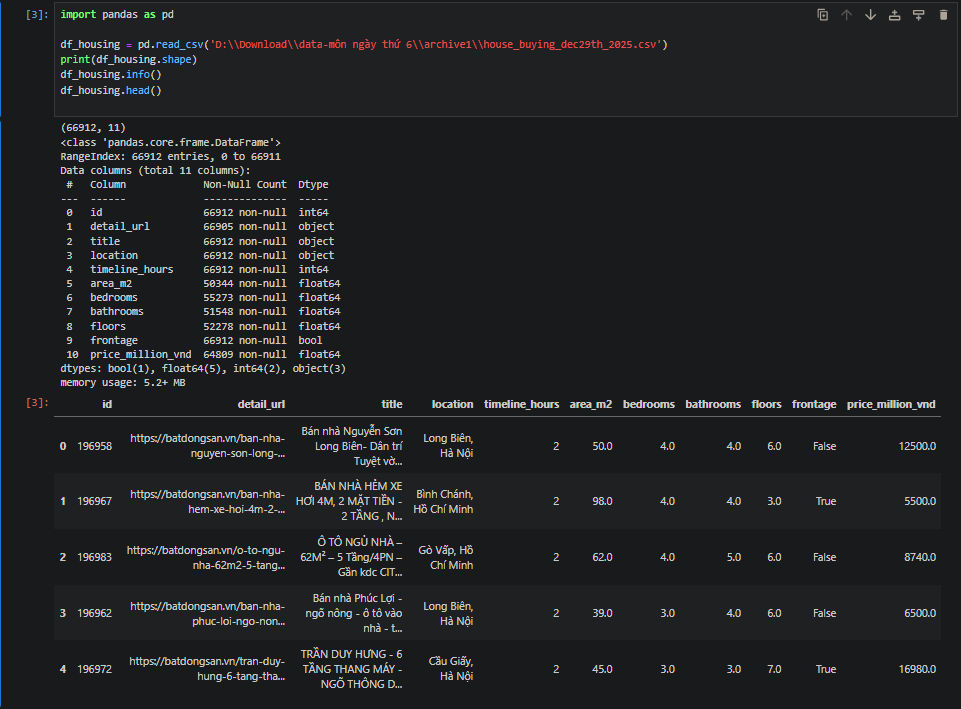 [3]: import pandas as pd
df_housing = pd.read_csv('D:\\Download\\data-môn ngày thứ 6\\archive1\\house_buying_dec29th_2025.csv')
print(df_housing.shape)
df_housing.info()
df_housing.head()
(66912, 11)
<class 'pandas.core.frame.DataFrame'>
RangeIndex: 66912 entries, 0 to 66911
Data columns (total 11 columns):
# Column Non-Null Count Dtype
--- ------ -------------- -----
0 id 66912 non-null int64
1 detail_url 66905 non-null object
2 title 66912 non-null object
3 location 66912 non-null object
4 timeline_hours 66912 non-null int64
5 area_m2 50344 non-null float64
6 bedrooms 55273 non-null float64
7 bathrooms 51548 non-null float64
8 floors 52278 non-null float64
9 frontage 66912 non-null bool
10 price_million_vnd 64809 non-null float64
dtypes: bool(1), float64(5), int64(2), object(3)
memory usage: 5.2+ MB
[3]: id detail_url title location timeline_hours area_m2 bedrooms bathrooms floors frontage price_million_vnd
Bán nhà Nguyễn Sơn
https://batdongsan.vn/ban-nha- Long Biên,
0 196958 Long Biên- Dân trí 2 50.0 4.0 4.0 6.0 False 12500.0
nguyen-son-long-... Hà Nội
Tuyệt vờ...
BÁN NHÀ HẺM XE
https://batdongsan.vn/ban-nha- Bình Chánh,
1 196967 HƠI 4M, 2 MẶT TIỀN - 2 98.0 4.0 4.0 3.0 True 5500.0
hem-xe-hoi-4m-2-... Hồ Chí Minh
2 TẦNG , N...
Ô TÔ NGỦ NHÀ –
https://batdongsan.vn/o-to-ngu- Gò Vấp, Hồ
2 196983 62M² – 5 Tầng/4PN – 2 62.0 4.0 5.0 6.0 False 8740.0
nha-62m2-5-tang... Chí Minh
Gần kdc CIT...
Bán nhà Phúc Lợi -
https://batdongsan.vn/ban-nha- Long Biên,
3 196962 ngõ nông - ô tô vào 2 39.0 3.0 4.0 6.0 False 6500.0
phuc-loi-ngo-non... Hà Nội
nhà - t...
TRẦN DUY HƯNG - 6
https://batdongsan.vn/tran-duy- Cầu Giấy,
4 196972 TẦNG THANG MÁY - 2 45.0 3.0 3.0 7.0 True 16980.0
hung-6-tang-tha... Hà Nội
NGÕ THÔNG D...